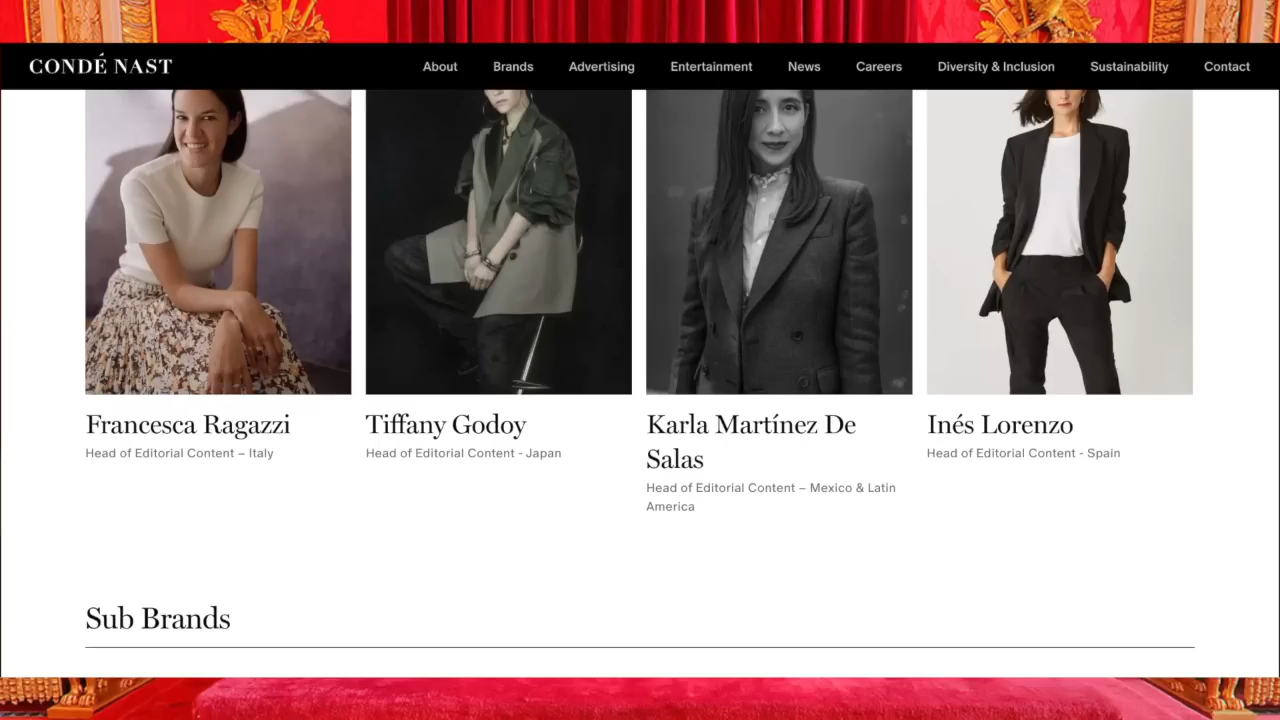 CONDÉ NAST
About Brands Advertising Entertainment News Careers Diversity & Inclusion Sustainability Contact
Francesca Ragazzi
Head of Editorial Content – Italy
Tiffany Godoy
Head of Editorial Content - Japan
Karla Martínez De
Salas
Head of Editorial Content – Mexico & Latin
America
Inés Lorenzo
Head of Editorial Content - Spain
Sub Brands